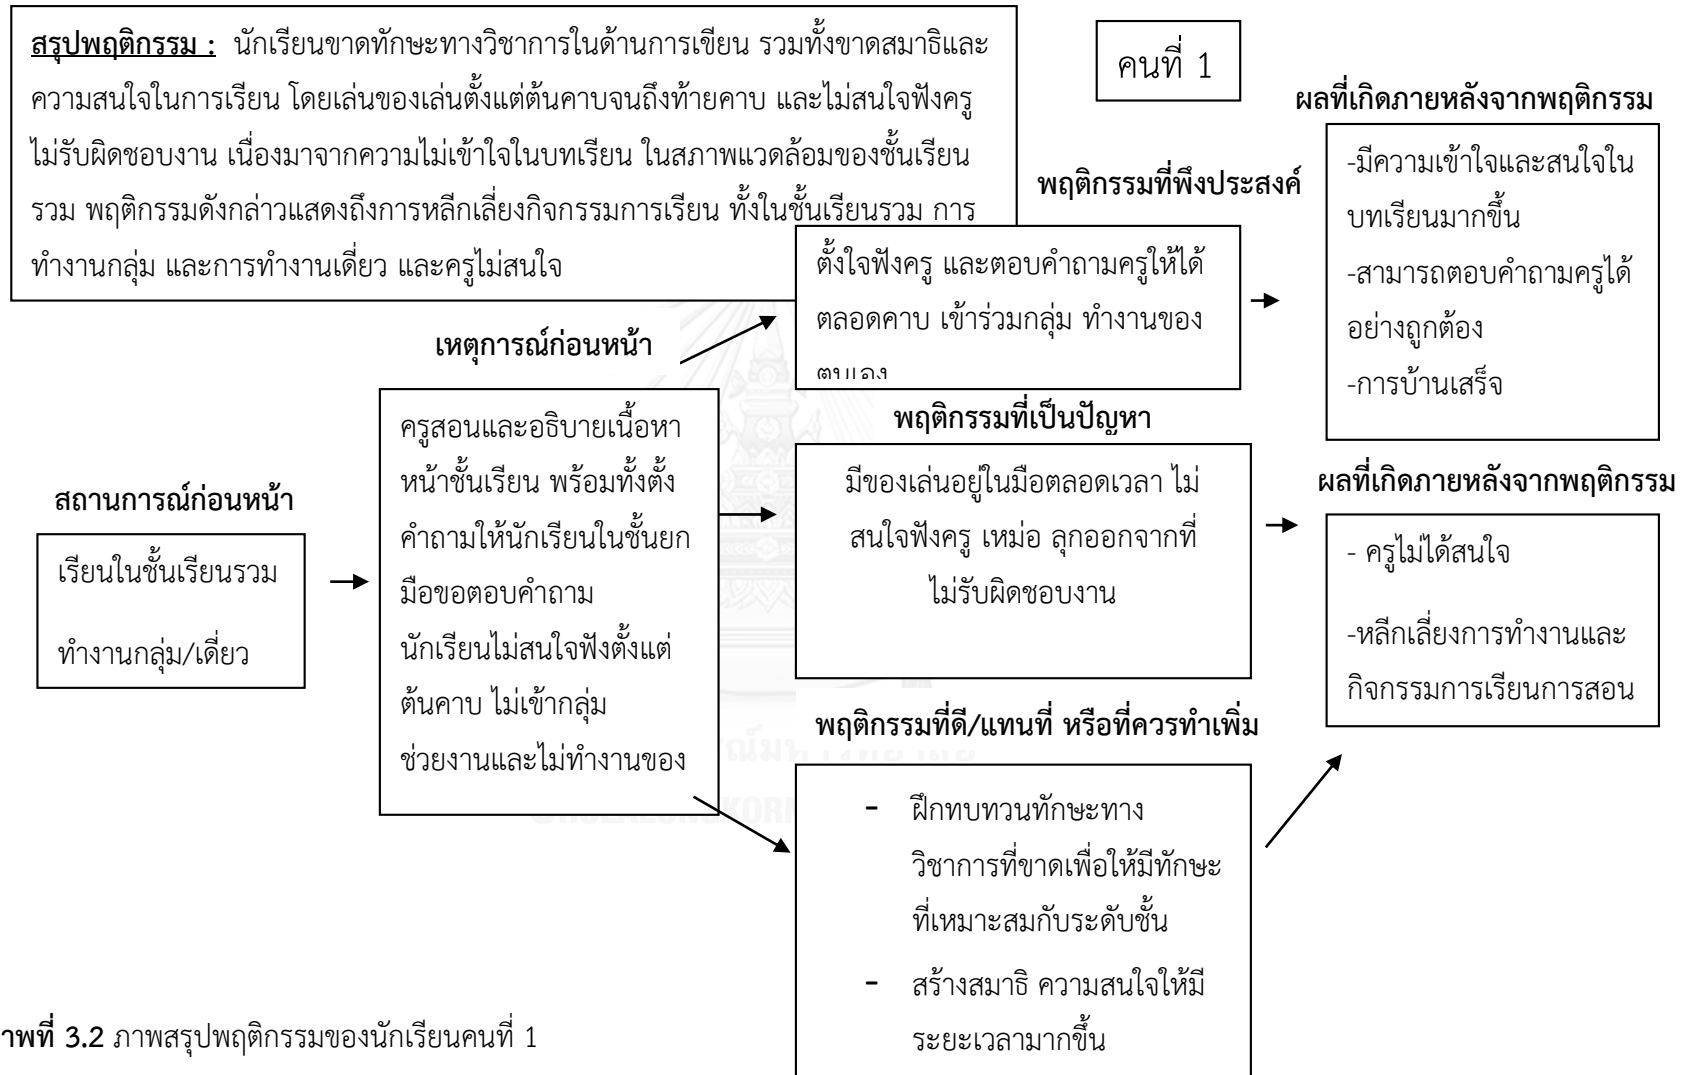 สรุปพฤติกรรม : นักเรียนขาดทักษะทางวิชาการในด้านการเขียน รวมทั้งขาดสมาธิและ
ความสนใจในการเรียน โดยเล่นของเล่นตั้งแต่ต้นคาบจนถึงท้ายคาบ และไม่สนใจฟังครู
ไม่รับผิดชอบงาน เนื่องมาจากความไม่เข้าใจในบทเรียน ในสภาพแวดล้อมของชั้นเรียน
รวม พฤติกรรมดังกล่าวแสดงถึงการหลีกเลี่ยงกิจกรรมการเรียน ทั้งในชั้นเรียนรวม การ
ทำงานกลุ่ม และการทำงานเดี่ยว และครูไม่สนใจ
คนที่ 1
สถานการณ์ก่อนหน้า
เรียนในชั้นเรียนรวม
ทำงานกลุ่ม/เดี่ยว
เหตุการณ์ก่อนหน้า
ครูสอนและอธิบายเนื้อหา
หน้าชั้นเรียน พร้อมทั้งตั้ง
คำถามให้นักเรียนในชั้นยก
มือขอตอบคำถาม
นักเรียนไม่สนใจฟังตั้งแต่
ต้นคาบ ไม่เข้ากลุ่ม
ช่วยงานและไม่ทำงานของ
พฤติกรรมที่พึงประสงค์
ตั้งใจฟังครู และตอบคำถามครูให้ได้
ตลอดคาบ เข้าร่วมกลุ่ม ทำงานของ
ตนเอง
ผลที่เกิดภายหลังจากพฤติกรรม
-มีความเข้าใจและสนใจใน
บทเรียนมากขึ้น
-สามารถตอบคำถามครูได้
อย่างถูกต้อง
-การบ้านเสร็จ
พฤติกรรมที่เป็นปัญหา
มีของเล่นอยู่ในมือตลอดเวลา ไม่
สนใจฟังครู เหม่อ ลุกออกจากที่
ไม่รับผิดชอบงาน
ผลที่เกิดภายหลังจากพฤติกรรม
- ครูไม่ได้สนใจ
-หลีกเลี่ยงการทำงานและ
กิจกรรมการเรียนการสอน
พฤติกรรมที่ดี/แทนที่ หรือที่ควรทำเพิ่ม
- ฝึกทบทวนทักษะทาง
วิชาการที่ขาดเพื่อให้มีทักษะ
ที่เหมาะสมกับระดับชั้น
- สร้างสมาธิ ความสนใจให้มี
ระยะเวลามากขึ้น
าพที่ 3.2 ภาพสรุปพฤติกรรมของนักเรียนคนที่ 1